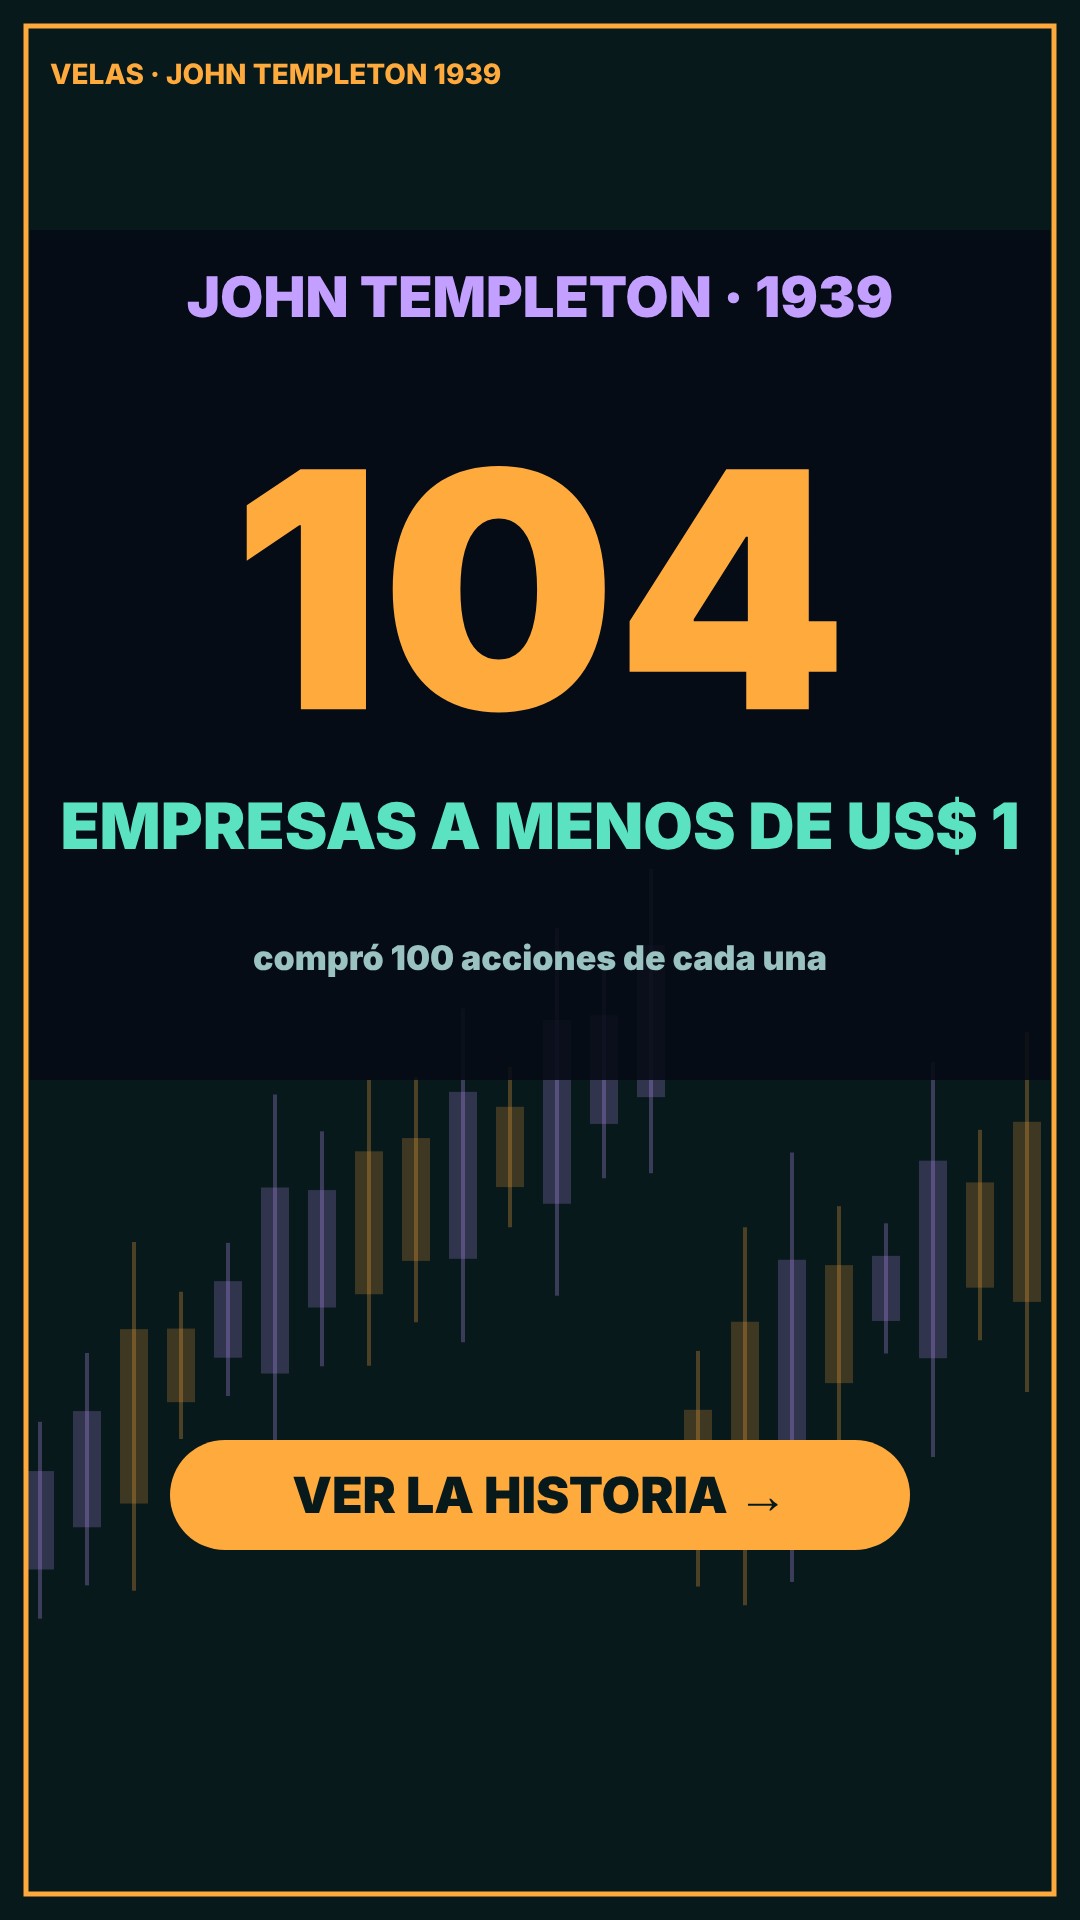 VELAS · JOHN TEMPLETON 1939
JOHN TEMPLETON · 1939
104
EMPRESAS A MENOS DE US$ 1
compró 100 acciones de cada una
VER LA HISTORIA →